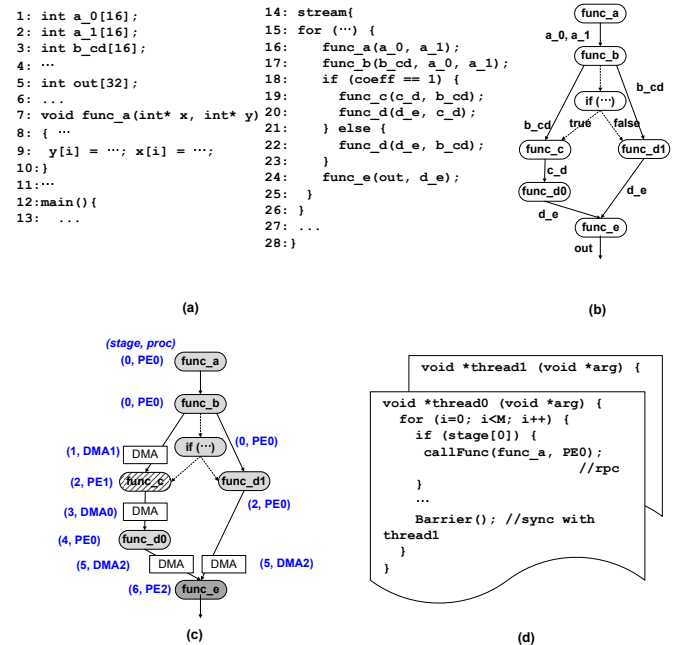 1: int a_0[16];
2: int a_1[16];
3: int b_cd[16];
4: …
5: int out[32];
6: ...
7: void func_a(int* x, int* y)
8: { …
9: y[i] = …; x[i] = …;
10:}
11:…
12:main(){
13: ...
14: stream{
15: for (…) {
16: func_a(a_0, a_1);
17: func_b(b_cd, a_0, a_1);
18: if (coeff == 1) {
19: func_c(c_d, b_cd);
20: func_d(d_e, c_d);
21: } else {
22: func_d(d_e, b_cd);
23: }
24: func_e(out, d_e);
25: }
26: }
27: ...
28:}
(a)
func_a
a_0, a_1
func_b
b_cd
if (…)
true
false
b_cd
func_c
func_d1
c_d
func_d0
d_e
d_e
func_e
out
(b)
(stage, proc)
(0, PE0)
func_a
(0, PE0)
func_b
(0, PE0)
(1, DMA1)
DMA
if (…)
(2, PE1)
func_c
func_d1
(2, PE0)
(3, DMA0)
DMA
(4, PE0)
func_d0
(5, DMA2)
DMA
DMA
(5, DMA2)
(6, PE2)
func_e
(c)
void *thread1 (void *arg) {
void *thread0 (void *arg) {
for (i=0; i<M; i++) {
if (stage[0]) {
callFunc(func_a, PE0);
//rpc
}
…
Barrier(); //sync with
thread1
}
}
(d)